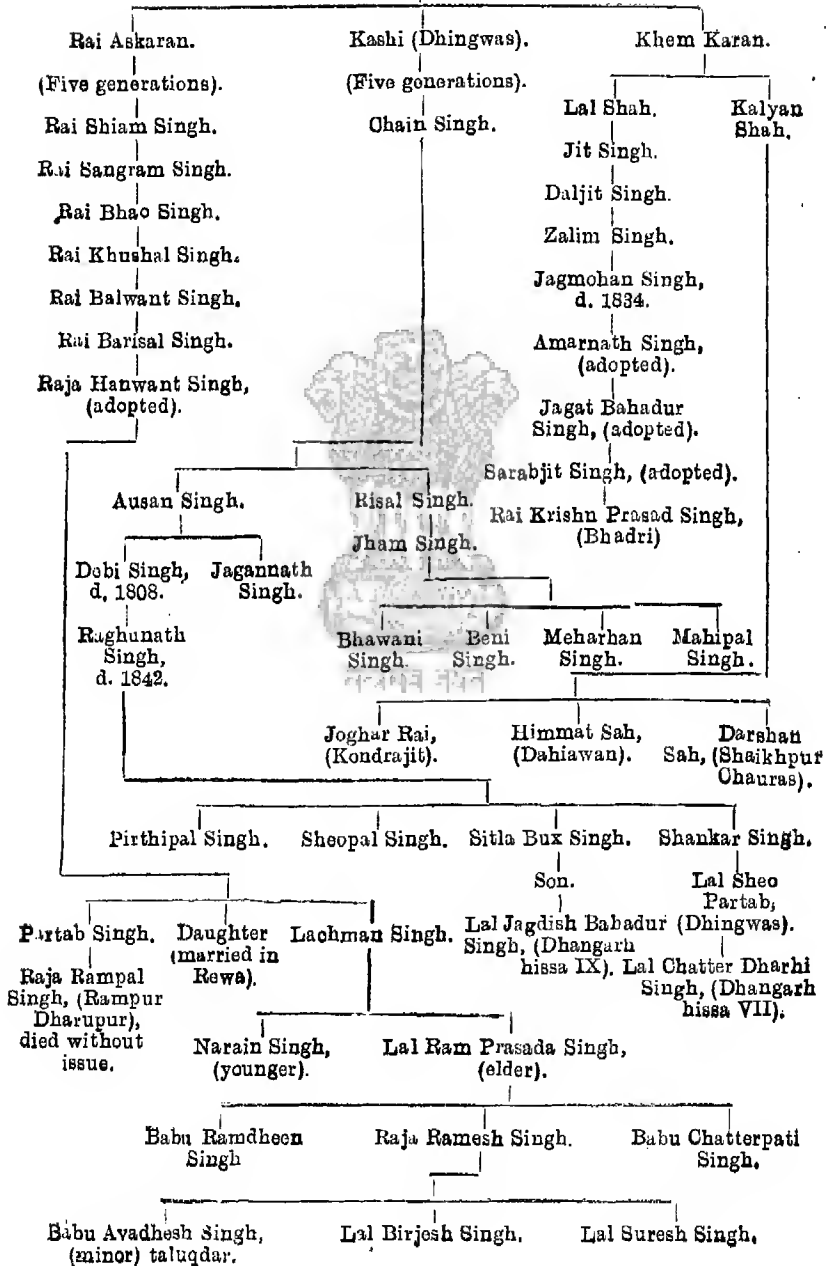 Rai Askaran. Kashi (Dhingwas). Khem Karan.
(Five generations). (Five generations).
Lal Shah. Kalyan Shah.
Rai Shiam Singh. Chain Singh.
Jit Singh.
Rai Sangram Singh.
Daljit Singh.
Rai Bhao Singh.
Zalim Singh.
Rai Khushal Singh.
Jagmohan Singh,
d. 1834.
Rai Balwant Singh.
Rai Barisal Singh.
Amarnath Singh,
(adopted).
Raja Hanwant Singh,
(adopted).
Jagat Bahadur
Singh, (adopted).
Sarabjit Singh, (adopted).
Ausan Singh. Risal Singh.
Rai Krishn Prasad Singh,
(Bhadri)
Jham Singh.
Debi Singh,
d. 1808.
Jagannath
Singh.
Raghunath
Singh,
d. 1842.
Bhawani
Singh.
Beni
Singh.
Meharhan
Singh.
Mahipal
Singh.
सत्यमेव जयते
Joghar Rai,
(Kondrajit).
Himmat Sah,
(Dahiawan).
Darshan
Sah, (Shaikhpur
Chauras).
Pirthipal Singh. Sheopal Singh. Sitla Bux Singh. Shankar Singh.
Son.
Lal Jagdish Bahadur
Singh, (Dhangarh
hissa IX).
Lal Sheo
Partab,
(Dhingwas).
Lal Chatter Dharhi
Singh, (Dhangarh
hissa VII).
Partab Singh.
Daughter
(married in
Rewa).
Lachman Singh.
Raja Rampal
Singh, (Rampur
Dharupur),
died without
issue.
Narain Singh,
(younger).
Lal Ram Prasada Singh,
(elder).
Babu Ramdheen
Singh
Raja Ramesh Singh.
Babu Chatterpati
Singh.
Babu Avadhesh Singh,
(minor) taluqdar.
Lal Birjesh Singh. Lal Suresh Singh.